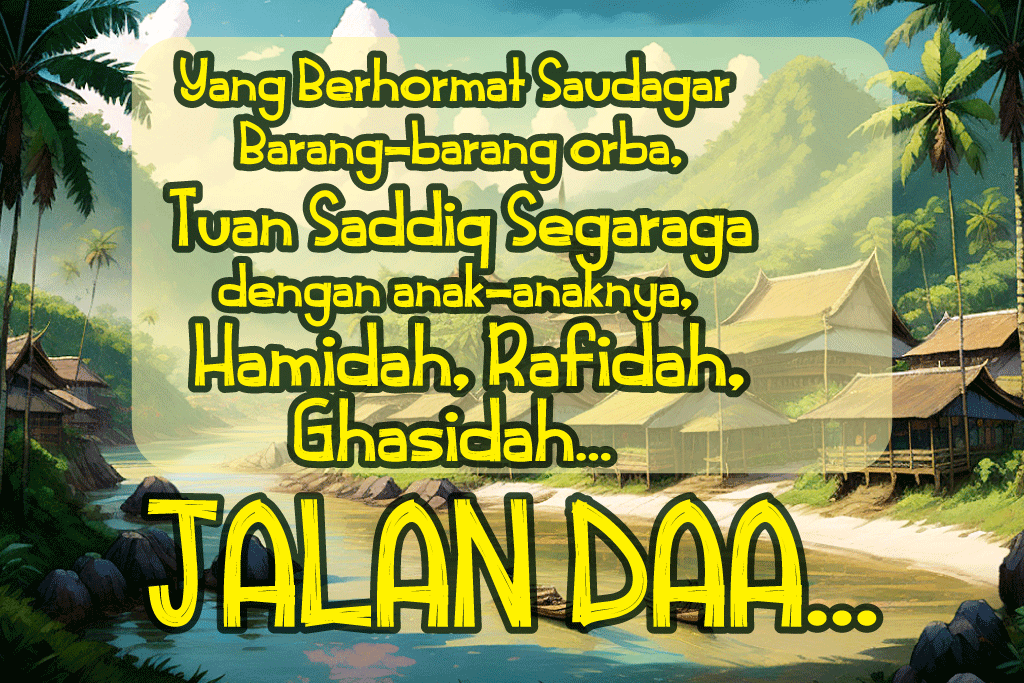 Yang Berhormat Saudagar
Barang-barang orba,
Tuan Saddiq Segaraga
dengan anak-anaknya,
Hamidah, Rafidah,
Ghasidah...
JALAN DAA...